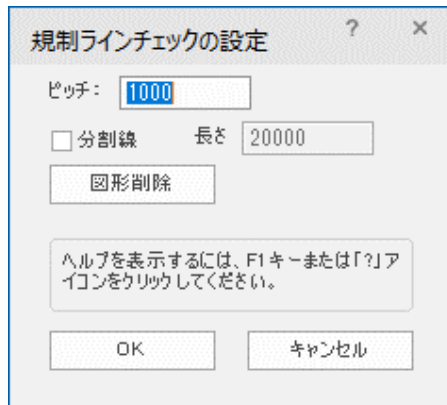 規制ラインチェックの設定 ? ×
ピッチ： 1000
分割線 長さ 20000
図形削除
ヘルプを表示するには、F1キーまたは「?」ア
イコンをクリックしてください。
OK キャンセル